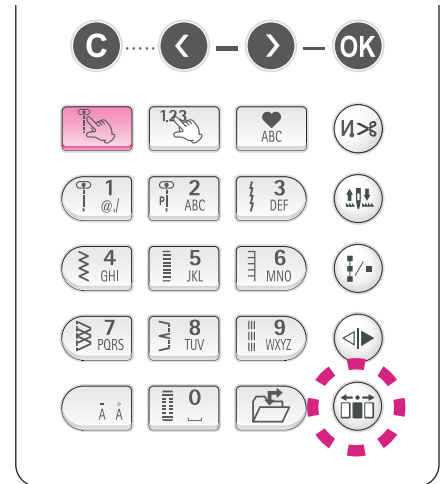 C OK
1.2.3 ABC
1 @./ P 2 ABC 3 DEF
4 GHI 5 JKL 6 MNO
7 PQRS 8 TUV 9 WXYZ
Ā Å 0